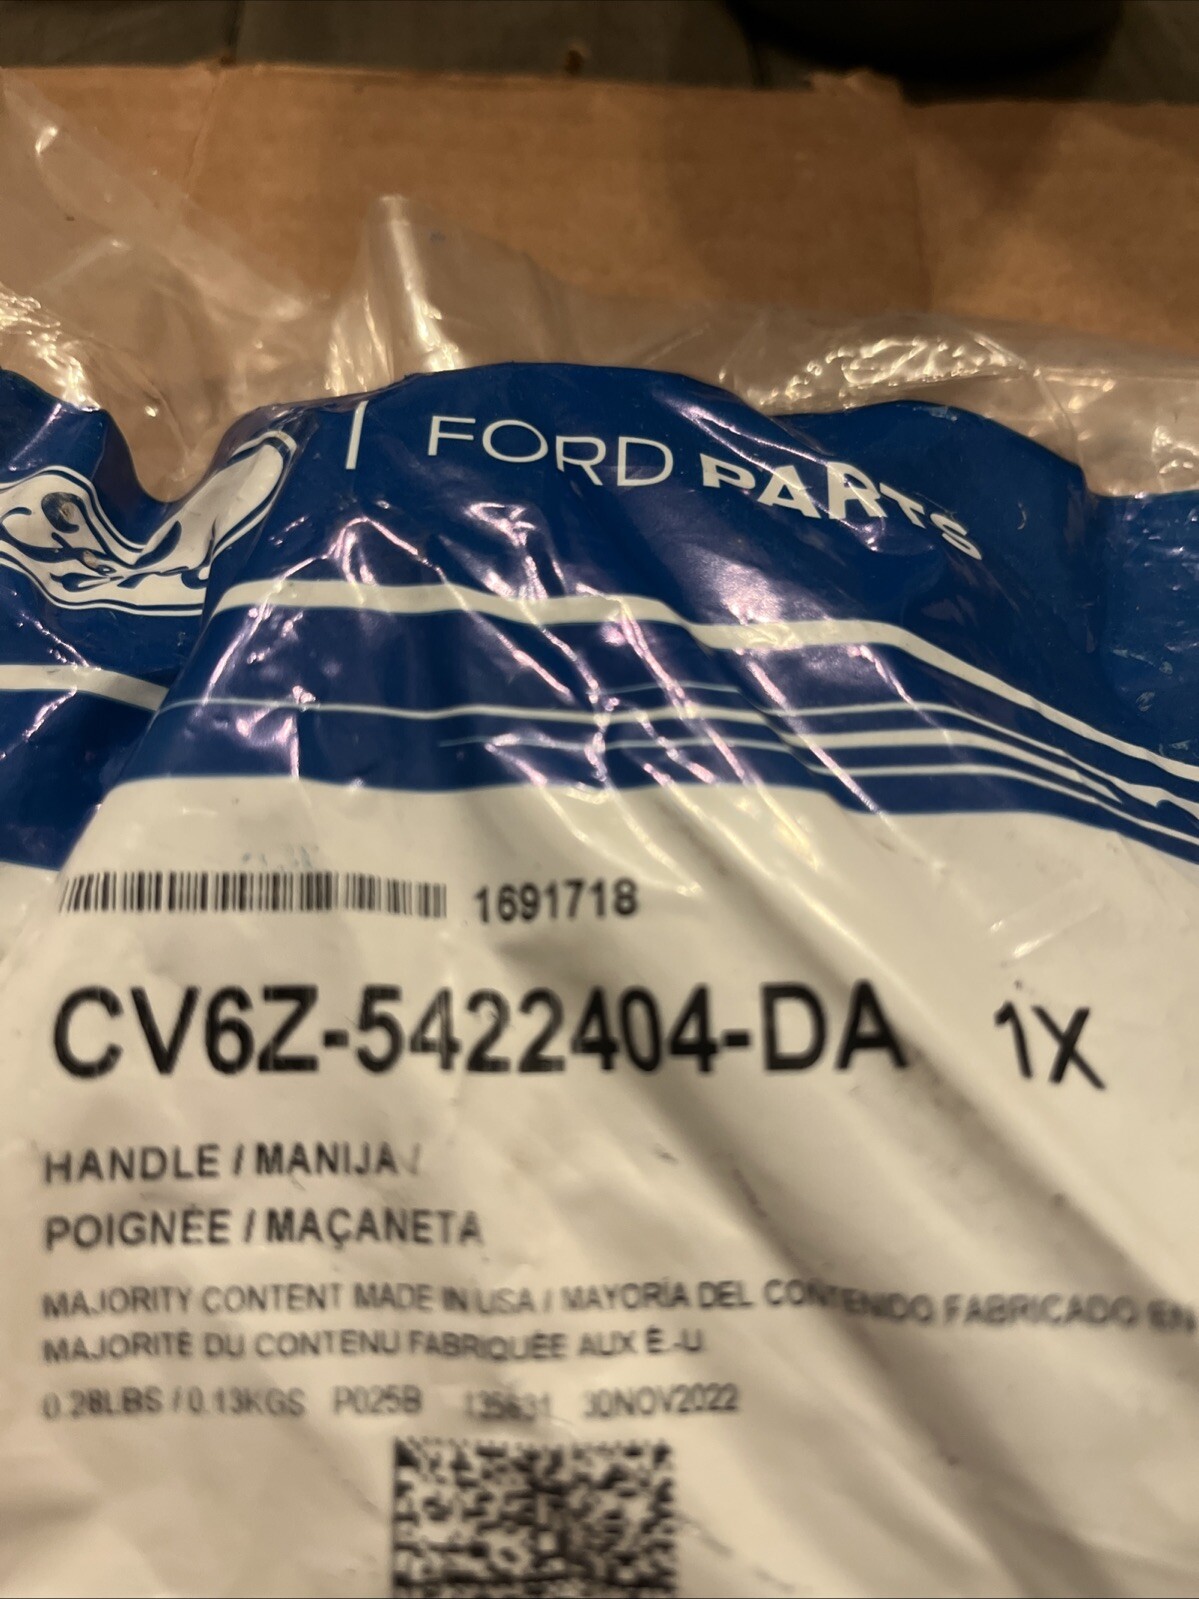 FORD PARTS
1691718
CV6Z-5422404-DA 1X
HANDLE / MANIJA /
POIGNÉE / MAÇANETA
MAJORITY CONTENT MADE IN USA / MAYORÍA DEL CONTENIDO FABRICADO EN
MAJORITÉ DU CONTENU FABRIQUÉE AUX É.-U.
0.28LBS / 0.13KGS P025B 30NOV2022